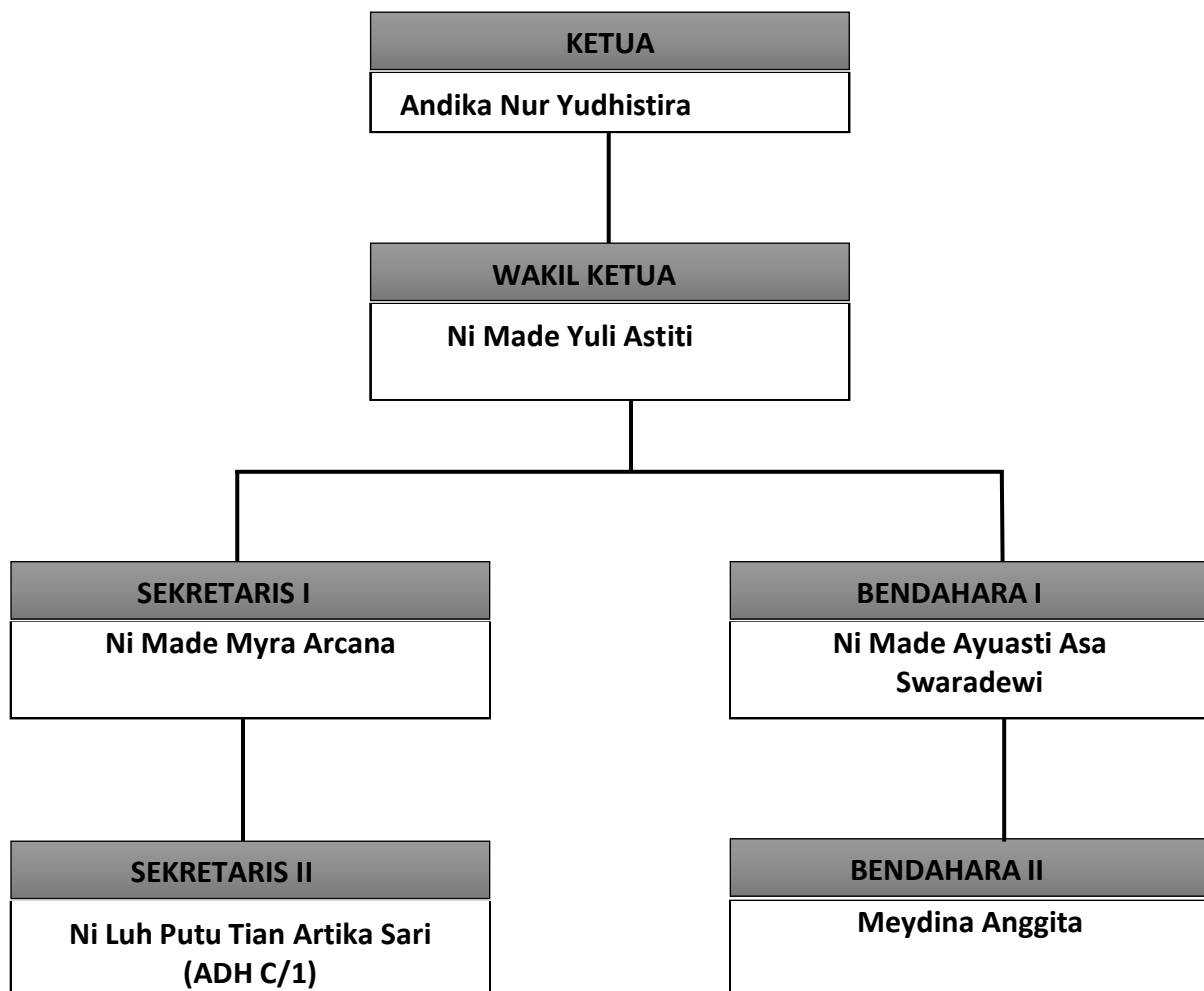 KETUA
Andika Nur Yudhistira
WAKIL KETUA
Ni Made Yuli Astiti
SEKRETARIS I
Ni Made Myra Arcana
BENDAHARA I
Ni Made Ayuasti Asa
Swaradewi
SEKRETARIS II
Ni Luh Putu Tian Artika Sari
(ADH C/1)
BENDAHARA II
Meydina Anggita